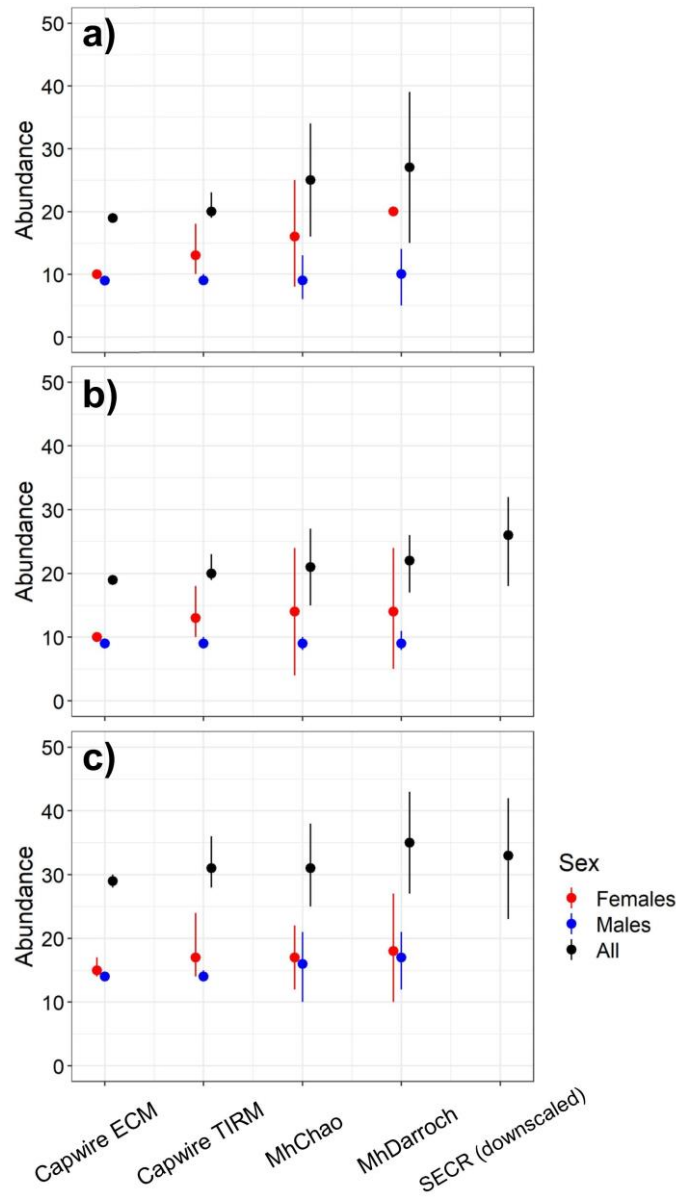 a)
Abundance
50
40
30
20
10
0
b)
Abundance
50
40
30
20
10
0
c)
Abundance
50
40
30
20
10
0
Sex
Females
Males
All
Capwire ECM
Capwire TIRM
MhChao
MhDarroch
SECR (downscaled)